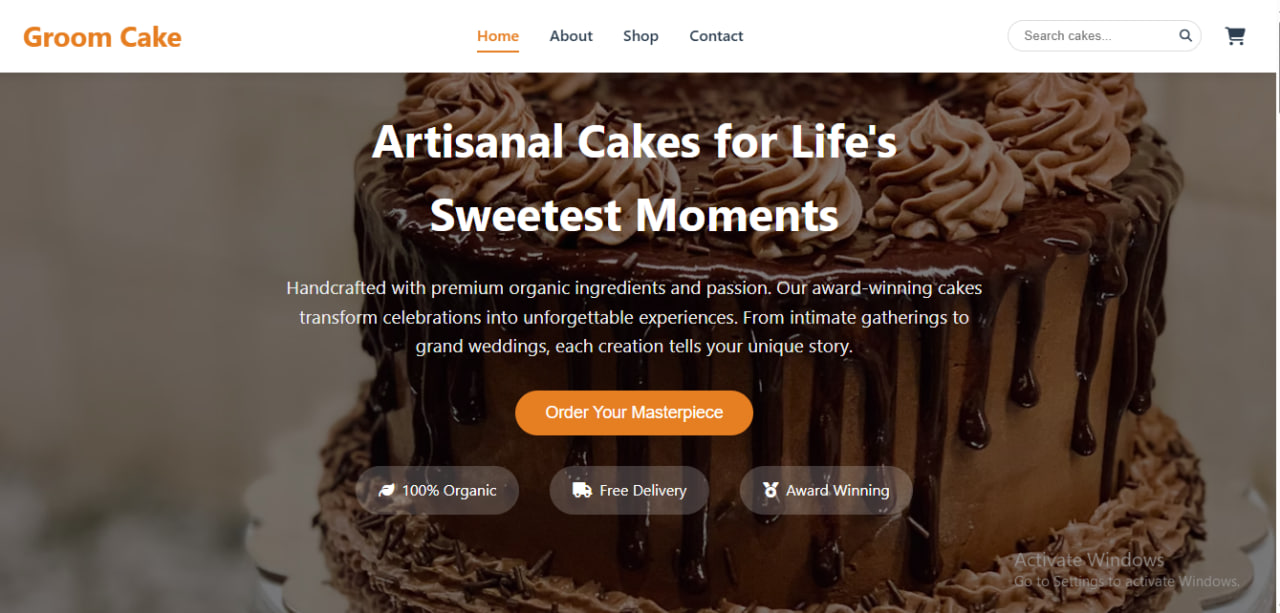 Groom Cake
Home
About
Shop
Contact
Search cakes...
Artisanal Cakes for Life's
Sweetest Moments
Handcrafted with premium organic ingredients and passion. Our award-winning cakes
transform celebrations into unforgettable experiences. From intimate gatherings to
grand weddings, each creation tells your unique story.
Order Your Masterpiece
100% Organic
Free Delivery
Award Winning
Activate Windows
Go to Settings to activate Windows.